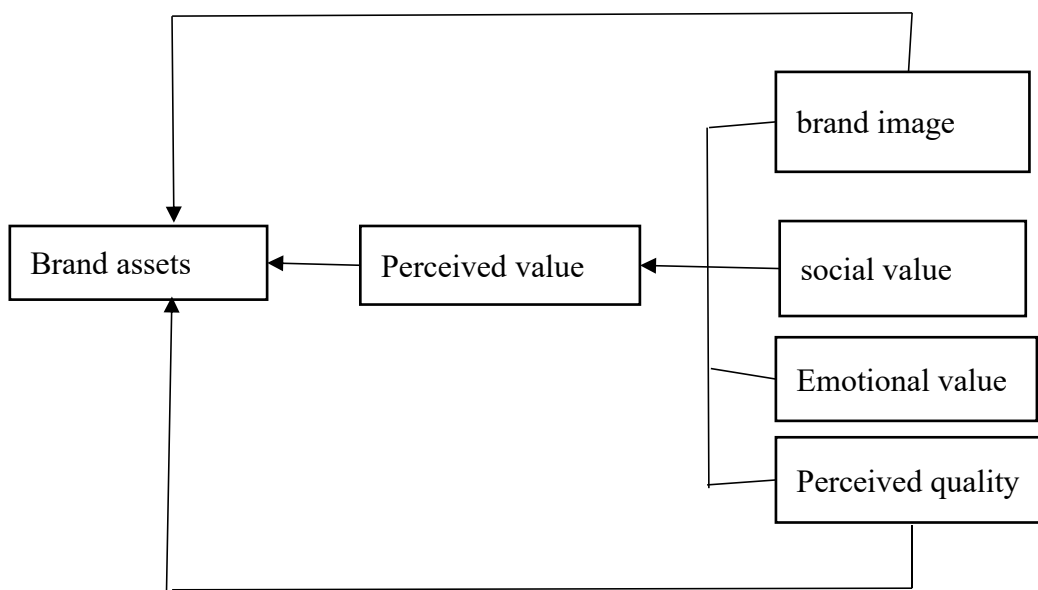 brand image
Brand assets
Perceived value
social value
Emotional value
Perceived quality